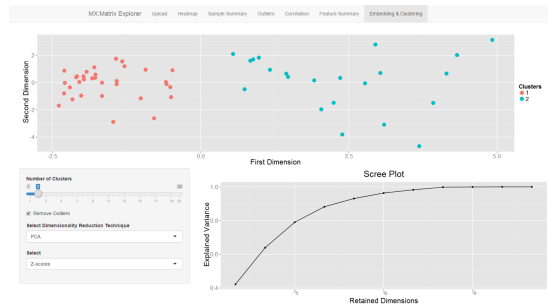 MX:Matrix Explorer Upload Heatmap Sample Summary Outliers Correlation Feature Summary Embedding & Clustering
Second Dimension
2
0
-2
-4
-2.5 0.0 2.5 5.0
First Dimension
Clusters
1
2
Number of Clusters
Remove Outliers
Select Dimensionality Reduction Technique
PCA
Select
Z-scores
Scree Plot
Explained Variance
1.0
0.8
0.6
0.4
Retained Dimensions